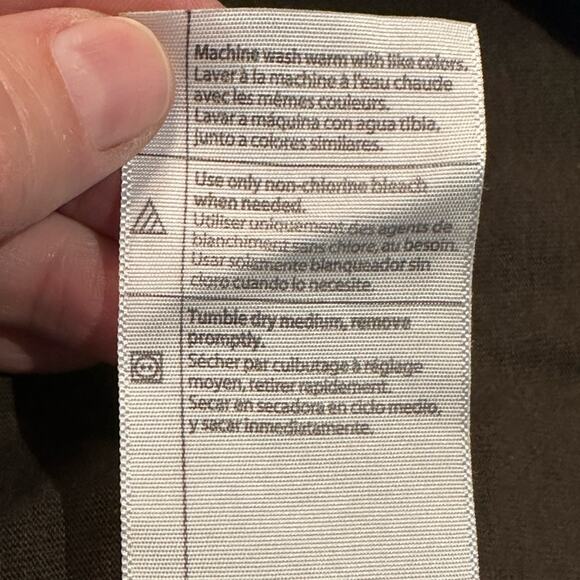 Machine wash warm with like colors.
Laver à la machine à l'eau chaude
avec les mêmes couleurs.
Lavar a máquina con agua tibia,
junto a colores similares.
Use only non-chlorine bleach
when needed.
Utiliser uniquement des agents de
blanchiment sans chlore, au besoin.
Usar solamente blanqueador sin
cloro cuando lo necesite.
Tumble dry medium, remove
promptly.
Sécher par culbutage à réglage
moyen, retirer rapidement.
Secar en secadora en ciclo medio,
y sacar inmediatamente.